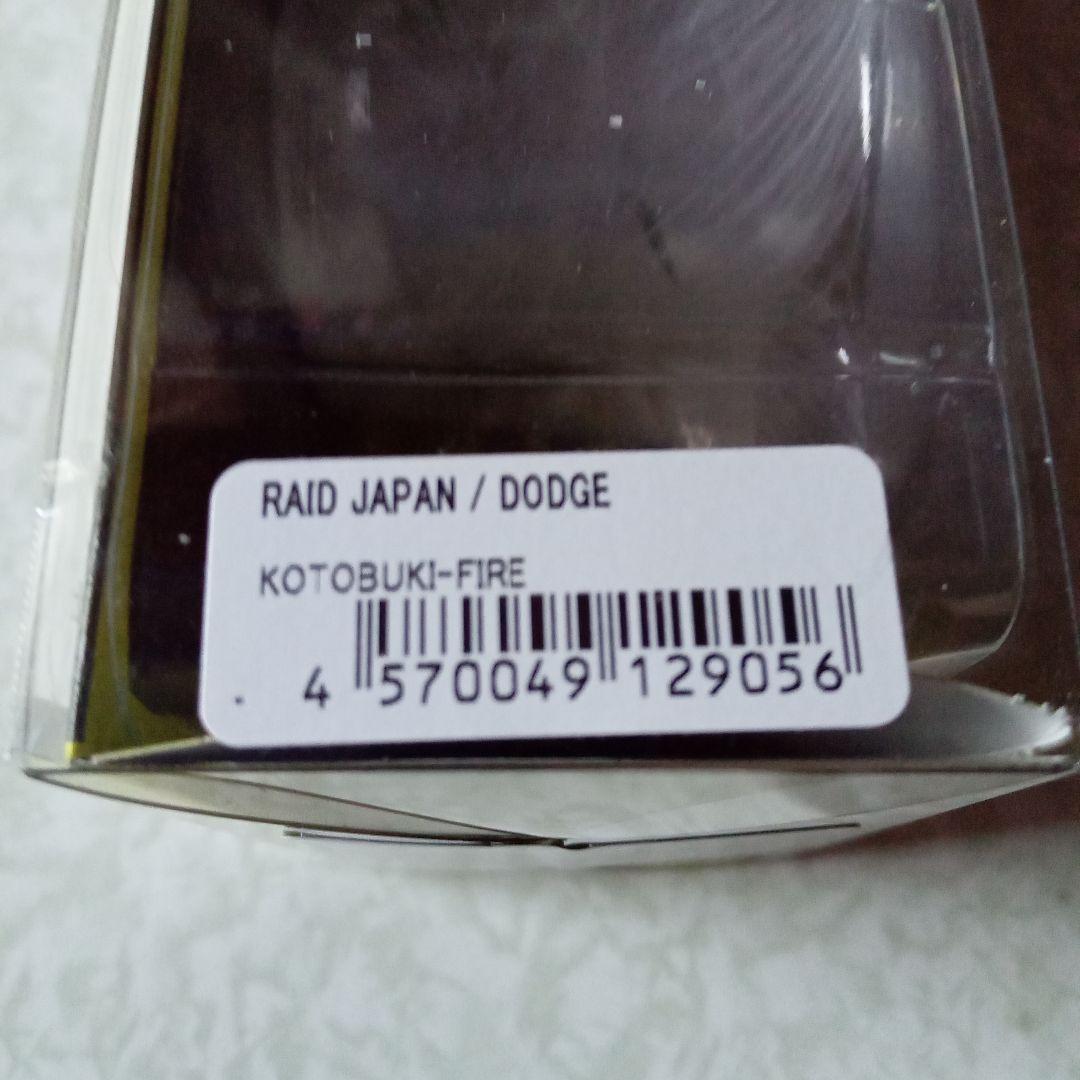 RAID JAPAN / DODGE
KOTOBUKI-FIRE
4 570049 129056